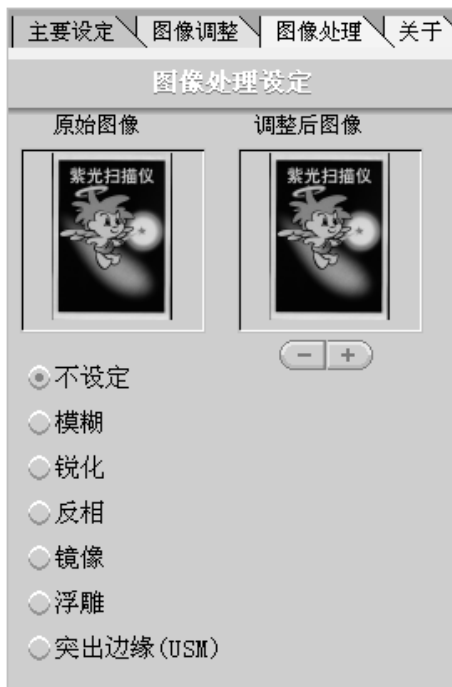 主要设定 图像调整 图像处理 关于
图像处理设定
原始图像 调整后图像
紫光扫描仪 紫光扫描仪
- +
不设定
模糊
锐化
反相
镜像
浮雕
突出边缘(USM)